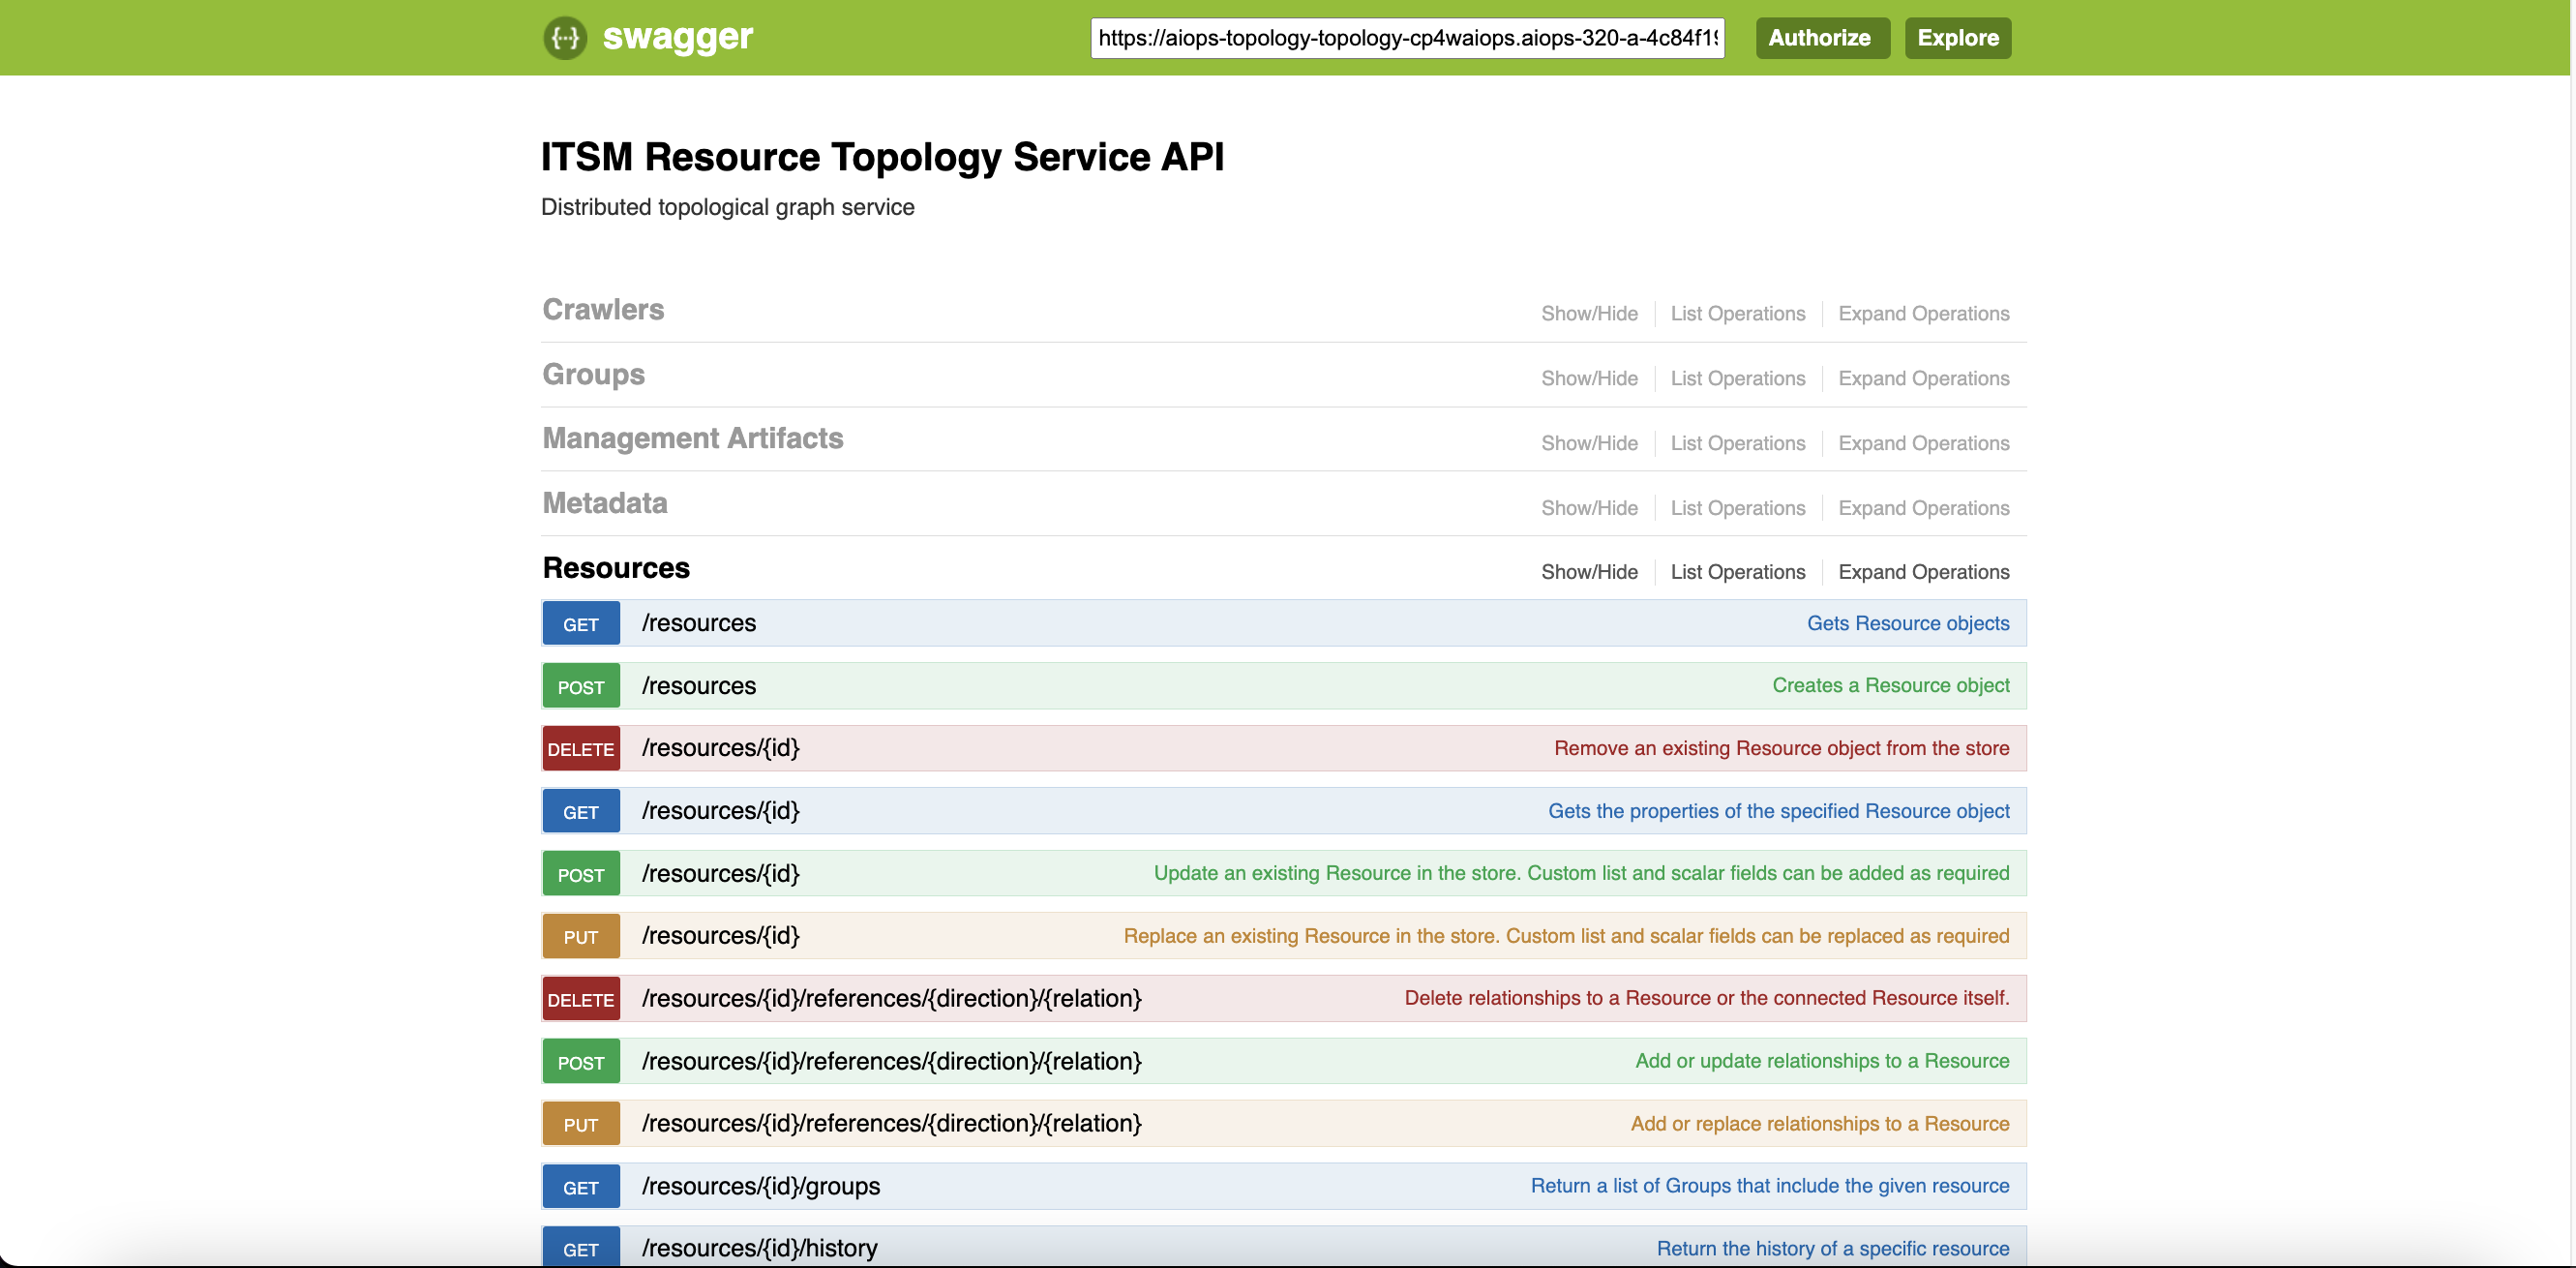 {···} swagger https://aiops-topology-topology-cp4waiops.aiops-320-a-4c84f19 Authorize Explore
ITSM Resource Topology Service API
Distributed topological graph service
Crawlers Show/Hide List Operations Expand Operations
Groups Show/Hide List Operations Expand Operations
Management Artifacts Show/Hide List Operations Expand Operations
Metadata Show/Hide List Operations Expand Operations
Resources Show/Hide List Operations Expand Operations
GET /resources Gets Resource objects
POST /resources Creates a Resource object
DELETE /resources/{id} Remove an existing Resource object from the store
GET /resources/{id} Gets the properties of the specified Resource object
POST /resources/{id} Update an existing Resource in the store. Custom list and scalar fields can be added as required
PUT /resources/{id} Replace an existing Resource in the store. Custom list and scalar fields can be replaced as required
DELETE /resources/{id}/references/{direction}/{relation} Delete relationships to a Resource or the connected Resource itself.
POST /resources/{id}/references/{direction}/{relation} Add or update relationships to a Resource
PUT /resources/{id}/references/{direction}/{relation} Add or replace relationships to a Resource
GET /resources/{id}/groups Return a list of Groups that include the given resource
GET /resources/{id}/history Return the history of a specific resource